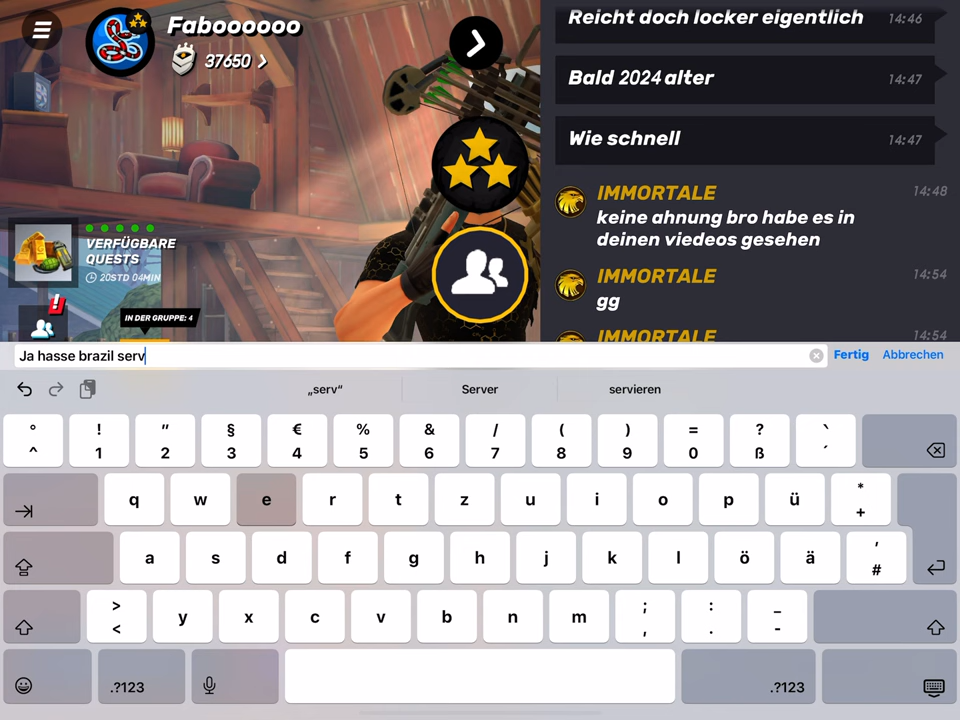 Faboooooo
37650
VERFÜGBARE
QUESTS
20STD 04MIN
!
IN DER GRUPPE: 4
Reicht doch locker eigentlich 14:46
Bald 2024 alter 14:47
Wie schnell 14:47
IMMORTALE 14:48
keine ahnung bro habe es in
deinen viedeos gesehen
IMMORTALE 14:54
gg
IMMORTALE 14:54
Ja hasse brazil serv
Fertig Abbrechen
„serv“ Server servieren
° ! " § € % & / ( ) = ? `
^ 1 2 3 4 5 6 7 8 9 0 ß ´
q w e r t z u i o p ü * +
a s d f g h j k l ö ä ' #
> < y x c v b n m ; , : . _ -
.?123 .?123